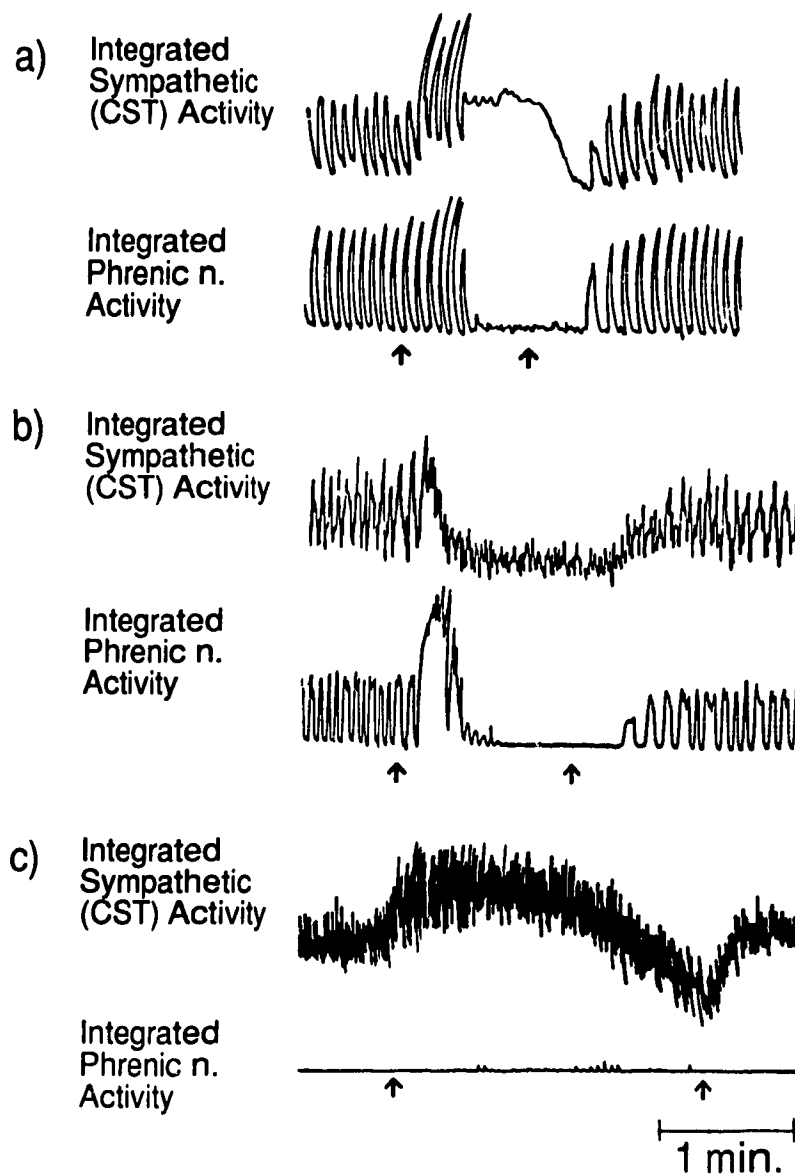 a)
Integrated
Sympathetic
(CST) Activity
Integrated
Phrenic n.
Activity
b)
Integrated
Sympathetic
(CST) Activity
Integrated
Phrenic n.
Activity
c)
Integrated
Sympathetic
(CST) Activity
Integrated
Phrenic n.
Activity
1 min.